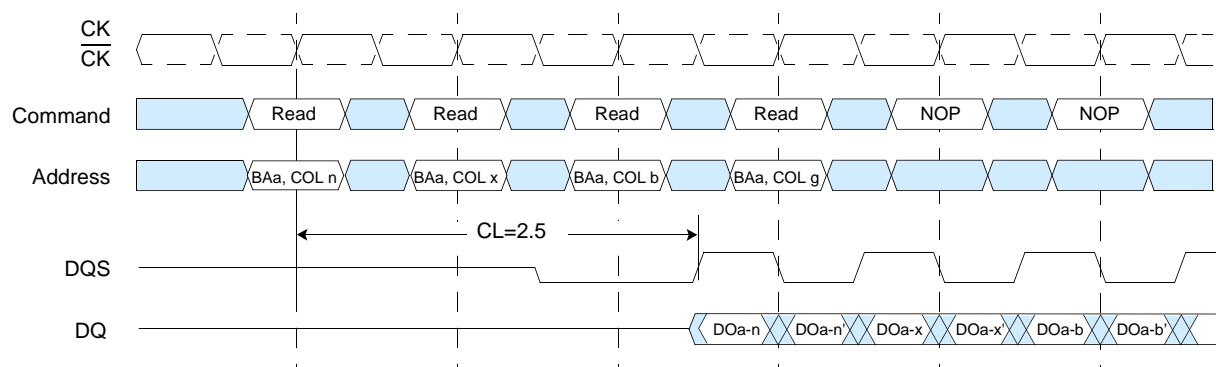 CK
CK
Command Read Read Read Read NOP NOP
Address BAa, COL n BAa, COL x BAa, COL b BAa, COL g
CL=2.5
DQS
DQ DOa-n DOa-n' DOa-x DOa-x' DOa-b DOa-b'